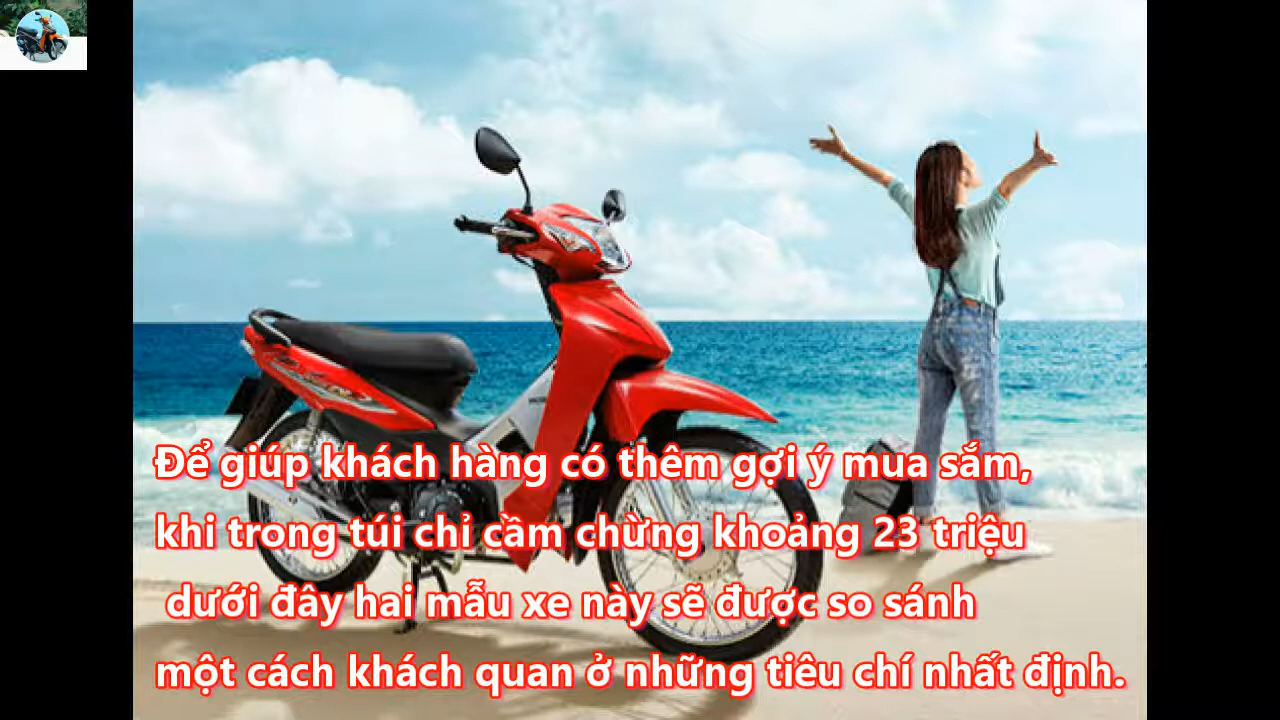 Để giúp khách hàng có thêm gợi ý mua sắm,
khi trong túi chỉ cầm chừng khoảng 23 triệu
dưới đây hai mẫu xe này sẽ được so sánh
một cách khách quan ở những tiêu chí nhất định.